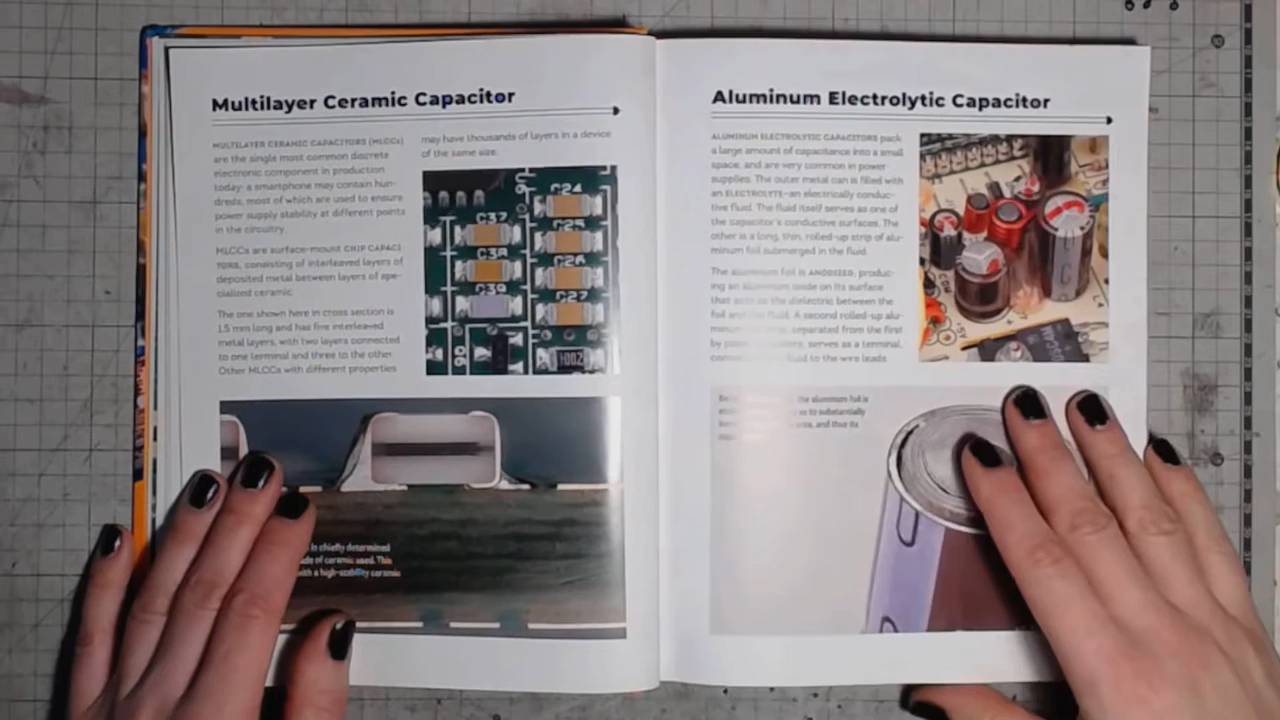 Multilayer Ceramic Capacitor
MULTILAYER CERAMIC CAPACITORS (MLCCs)
are the single most common discrete
electronic component in production
today: a smartphone may contain hun-
dreds, most of which are used to ensure
power supply stability at different points
in the circuitry.
MLCCs are surface-mount CHIP CAPACI-
TORS, consisting of interleaved layers of
deposited metal between layers of spe-
cialized ceramic.
The one shown here in cross section is
1.5 mm long and has five interleaved
metal layers, with two layers connected
to one terminal and three to the other.
Other MLCCs with different properties
may have thousands of layers in a device
of the same size.
C24
C37
C25
C38
C26
C39
C27
1002
is chiefly determined
of ceramic used. This
with a high-stability ceramic
Aluminum Electrolytic Capacitor
ALUMINUM ELECTROLYTIC CAPACITORS pack
a large amount of capacitance into a small
space, and are very common in power
supplies. The outer metal can is filled with
an ELECTROLYTE—an electrically conduc-
tive fluid. The fluid itself serves as one of
the capacitor's conductive surfaces. The
other is a long, thin, rolled-up strip of alu-
minum foil submerged in the fluid.
The aluminum foil is ANODIZED, produc-
ing an aluminum oxide on its surface
that acts as the dielectric between the
foil and the fluid. A second rolled-up alu-
separated from the first
by serves as a terminal,
fluid to the wire leads.
the aluminum foil is
so to substantially
area, and thus its